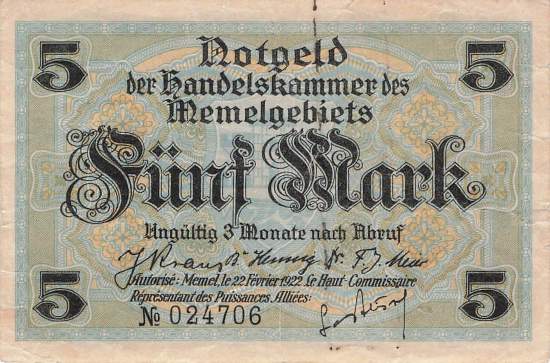 5 Notgeld 5
der Handelskammer des
Memelgebiets
Fünf Mark
Ungültig 3 Monate nach Abruf
J Kraus
Autorisé: Memel, le 22 Février 1922. Le Haut-Commissaire
5 Représentant des Puissances Alliées: 5
No 024706